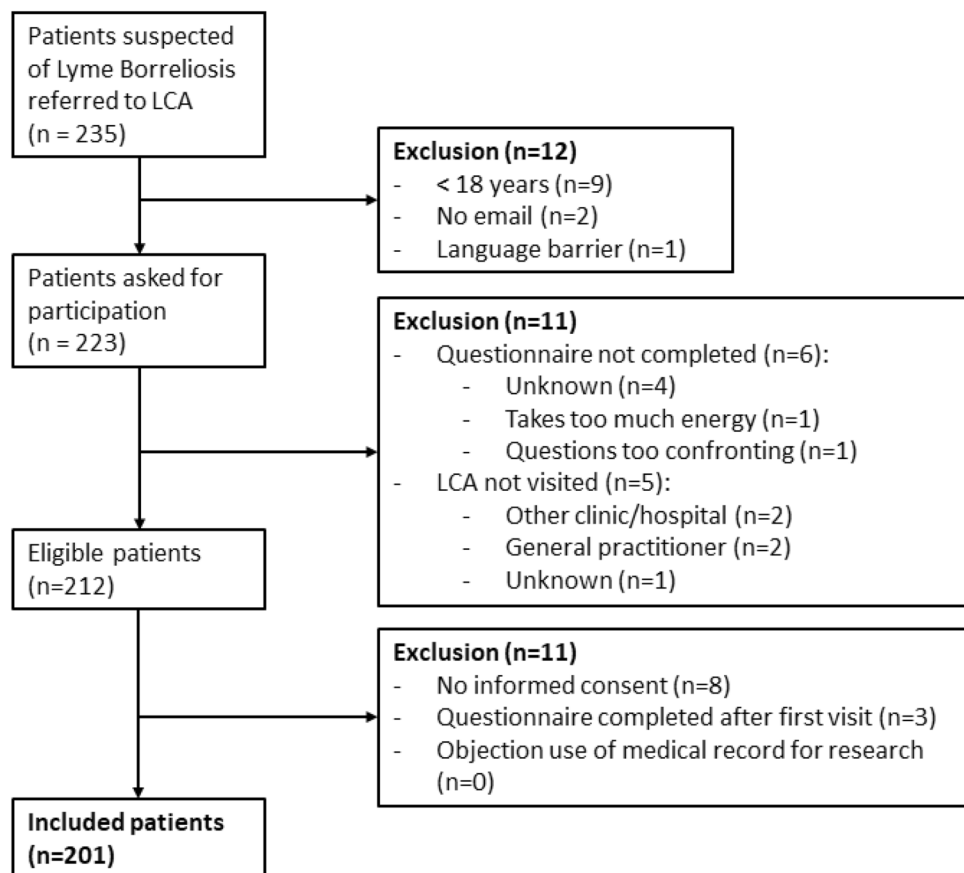 Patients suspected
of Lyme Borreliosis
referred to LCA
(n = 235)
Exclusion (n=12)
- < 18 years (n=9)
- No email (n=2)
- Language barrier (n=1)
Patients asked for
participation
(n = 223)
Exclusion (n=11)
- Questionnaire not completed (n=6):
- Unknown (n=4)
- Takes too much energy (n=1)
- Questions too confronting (n=1)
- LCA not visited (n=5):
- Other clinic/hospital (n=2)
- General practitioner (n=2)
- Unknown (n=1)
Eligible patients
(n=212)
Exclusion (n=11)
- No informed consent (n=8)
- Questionnaire completed after first visit (n=3)
- Objection use of medical record for research
(n=0)
Included patients
(n=201)